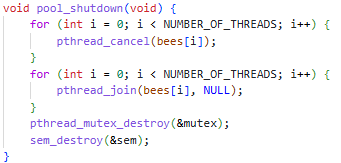 void pool_shutdown(void) {
    for (int i = 0; i < NUMBER_OF_THREADS; i++) {
        pthread_cancel(bees[i]);
    }
    for (int i = 0; i < NUMBER_OF_THREADS; i++) {
        pthread_join(bees[i], NULL);
    }
    pthread_mutex_destroy(&mutex);
    sem_destroy(&sem);
}